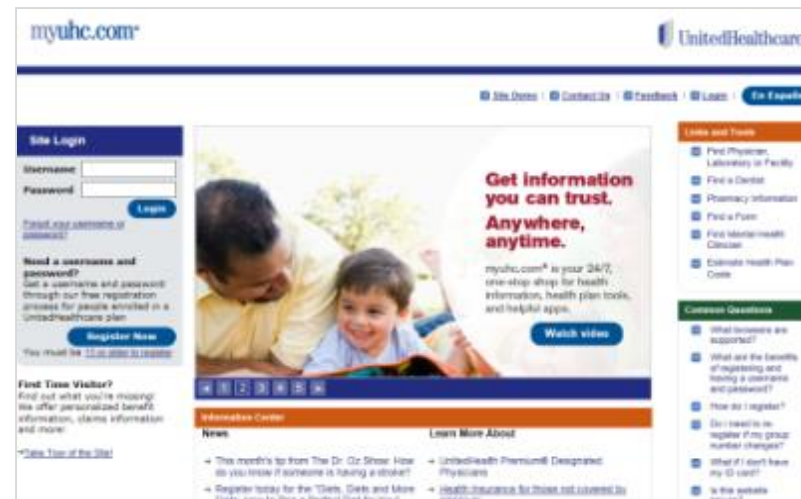 myuhc.com®
UnitedHealthcare
Site Demo | Contact Us | Feedback | Login | En Español
Site Login
Username
Password
Login
Forgot your username or
password?
Need a username and
password?
Get a username and password
through our free registration
process for people enrolled in a
UnitedHealthcare plan
Register Now
You must be 13 or older to register
First Time Visitor?
Find out what you're missing!
We offer personalized benefit
information, claims information
and more!
Take Tour of the Site!
Get information
you can trust.
Anywhere,
anytime.
myuhc.com® is your 24/7,
one-stop shop for health
information, health plan tools,
and helpful apps.
Watch video
1 2 3 4 5
Information Center
News
→ This month's tip from The Dr. Oz Show: How
do you know if someone is having a stroke?
→ Register today for the "Diets, Diets and More
Learn More About
→ UnitedHealth Premium® Designated
Physicians
→ Health insurance for those not covered by
Links and Tools
Find Physician,
Laboratory or Facility
Find a Dentist
Pharmacy Information
Find a Form
Find Mental Health
Clinician
Estimate Health Plan
Costs
Common Questions
What browsers are
supported?
What are the benefits
of registering and
having a username
and password?
How do I register?
Do I need to re-
register if my group
number changes?
What if I don't have
my ID card?
Is this website